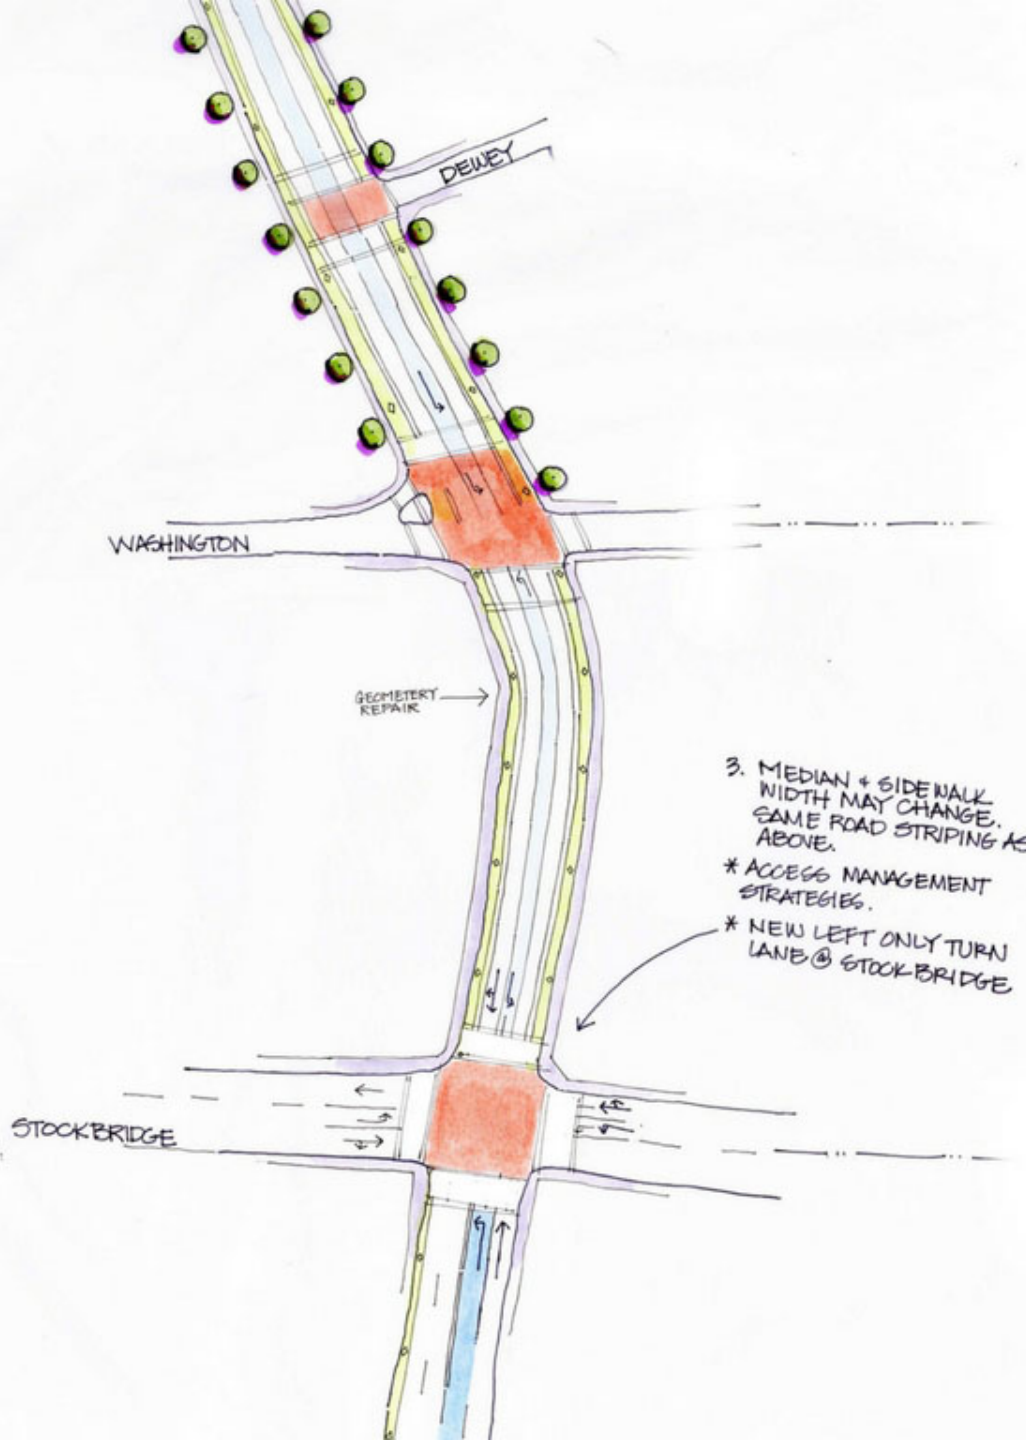 DEWEY
WASHINGTON
GEOMETERY
REPAIR
3. MEDIAN & SIDEWALK
WIDTH MAY CHANGE.
SAME ROAD STRIPING AS
ABOVE.
* ACCESS MANAGEMENT
STRATEGIES.
* NEW LEFT ONLY TURN
LANE @ STOCKBRIDGE
STOCKBRIDGE